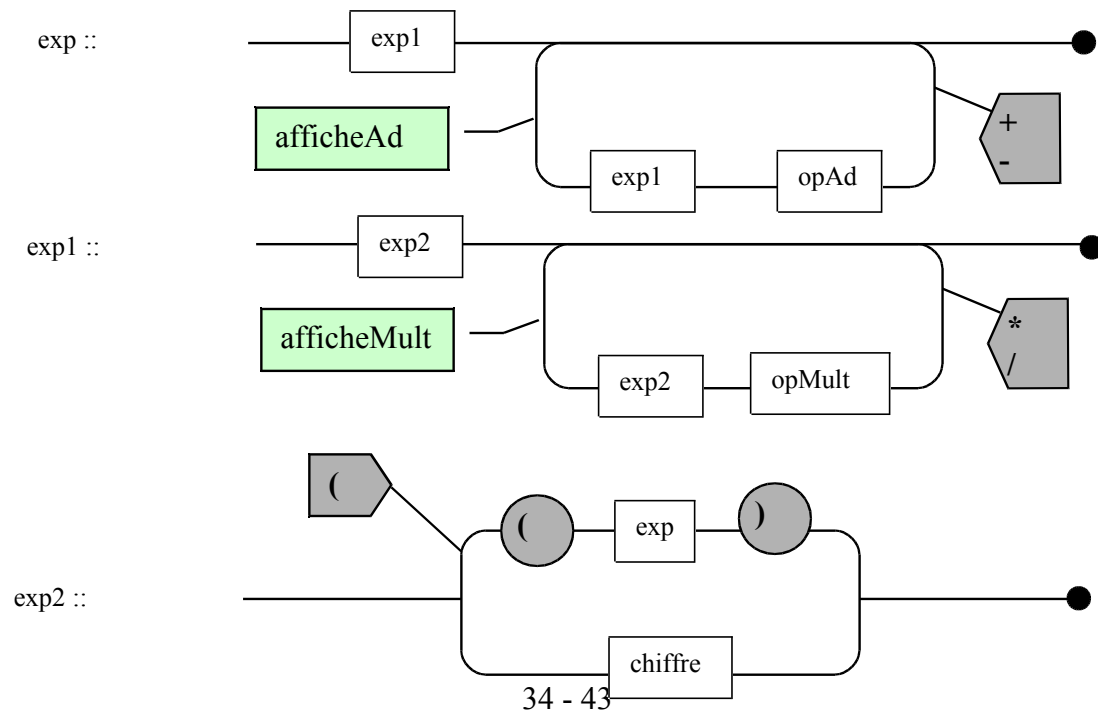 exp ::
exp1
afficheAd
exp1
opAd
+
-
exp1 ::
exp2
afficheMult
exp2
opMult
*
/
(
(
exp
)
exp2 ::
chiffre
34 - 43